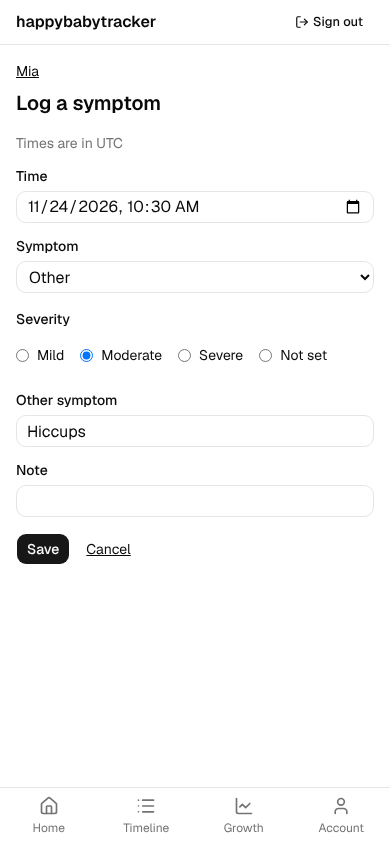 happybabytracker
Sign out
Mia
Log a symptom
Times are in UTC
Time
11/24/2026, 10:30 AM
Symptom
Other
Severity
Mild Moderate Severe Not set
Other symptom
Hiccups
Note
Save Cancel
Home Timeline Growth Account